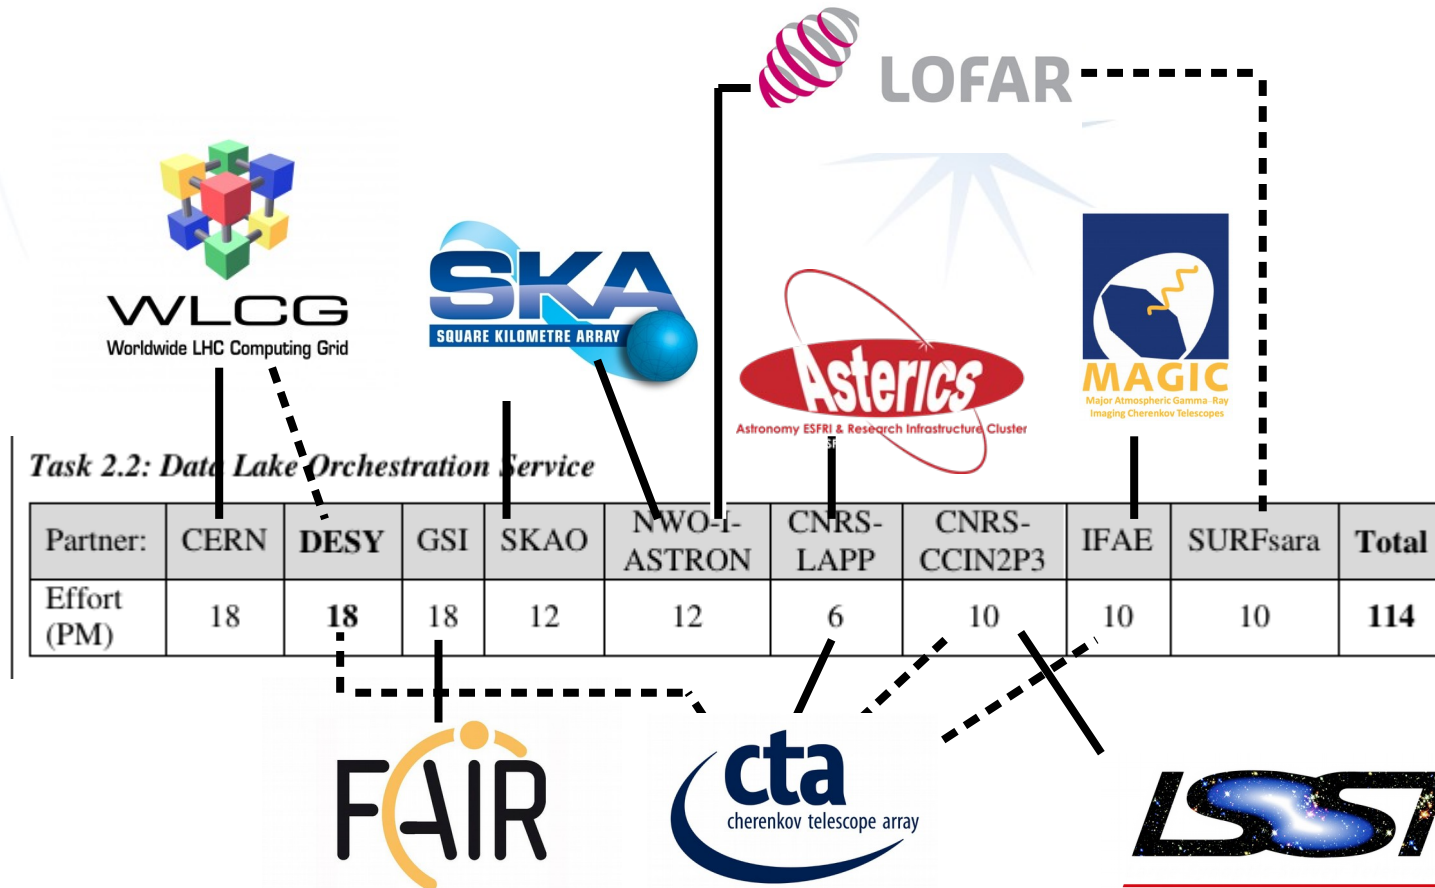 LOFAR
WLCG
Worldwide LHC Computing Grid
SKA
SQUARE KILOMETRE ARRAY
Asterics
Astronomy ESFRI & Research Infrastructure Cluster
MAGIC
Major Atmospheric Gamma-Ray
Imaging Cherenkov Telescopes
Task 2.2: Data Lake Orchestration Service
Partner: CERN DESY GSI SKAO NWO-I-ASTRON CNRS-LAPP CNRS-CCIN2P3 IFAE SURFsara Total
Effort (PM) 18 18 18 12 12 6 10 10 10 114
FAIR
cta
cherenkov telescope array
LSST